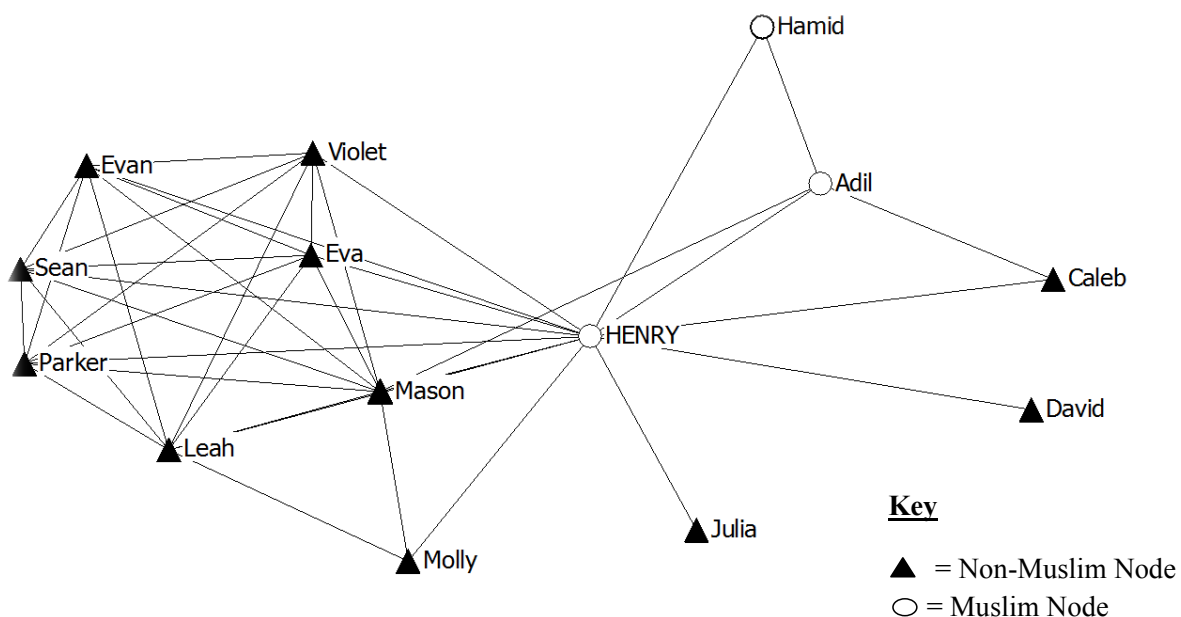 Hamid
Violet
Evan
Adil
Eva
Sean
Caleb
HENRY
Parker
Mason
David
Leah
Key
Julia
Molly
= Non-Muslim Node
= Muslim Node